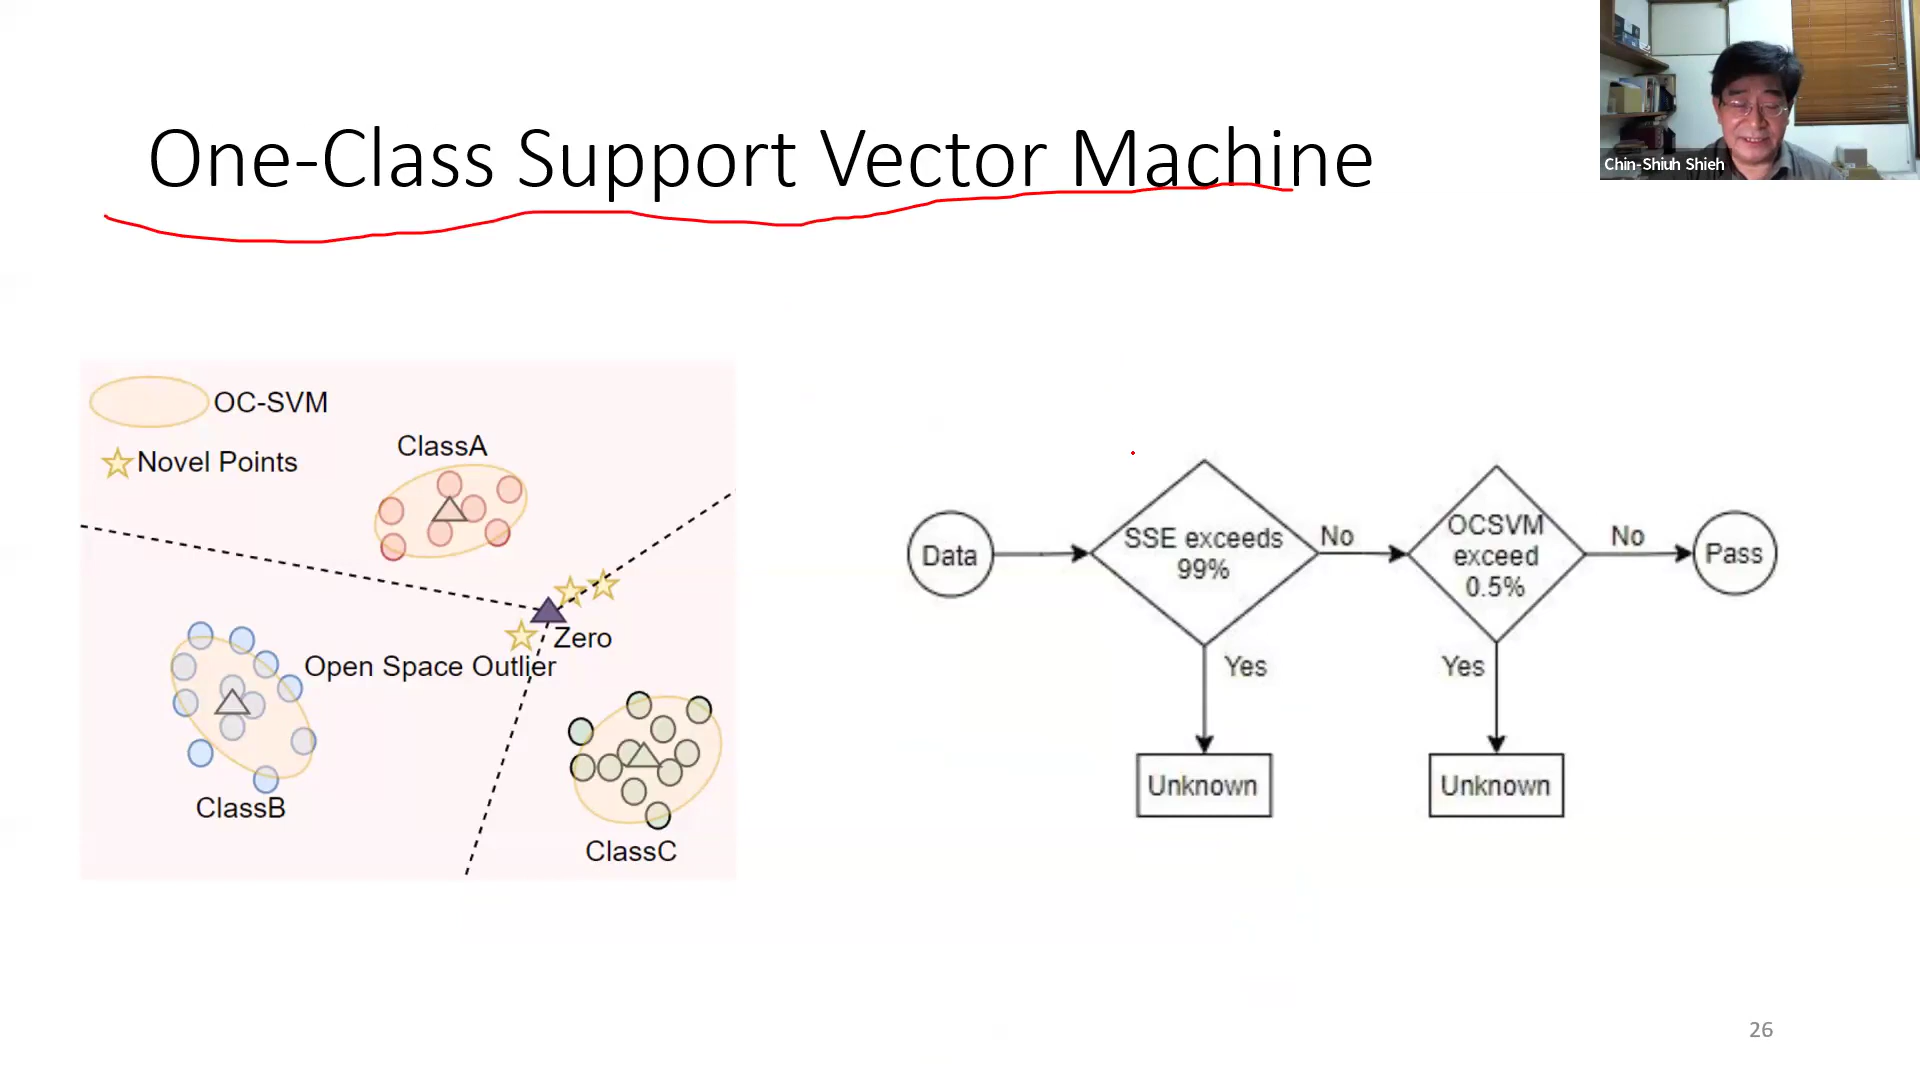 One-Class Support Vector Machine
Chin-Shiuh Shieh
OC-SVM
Novel Points
ClassA
Zero
Open Space Outlier
ClassB
ClassC
Data
SSE exceeds
99%
No
OCSVM
exceed
0.5%
No
Pass
Yes
Yes
Unknown
Unknown
26